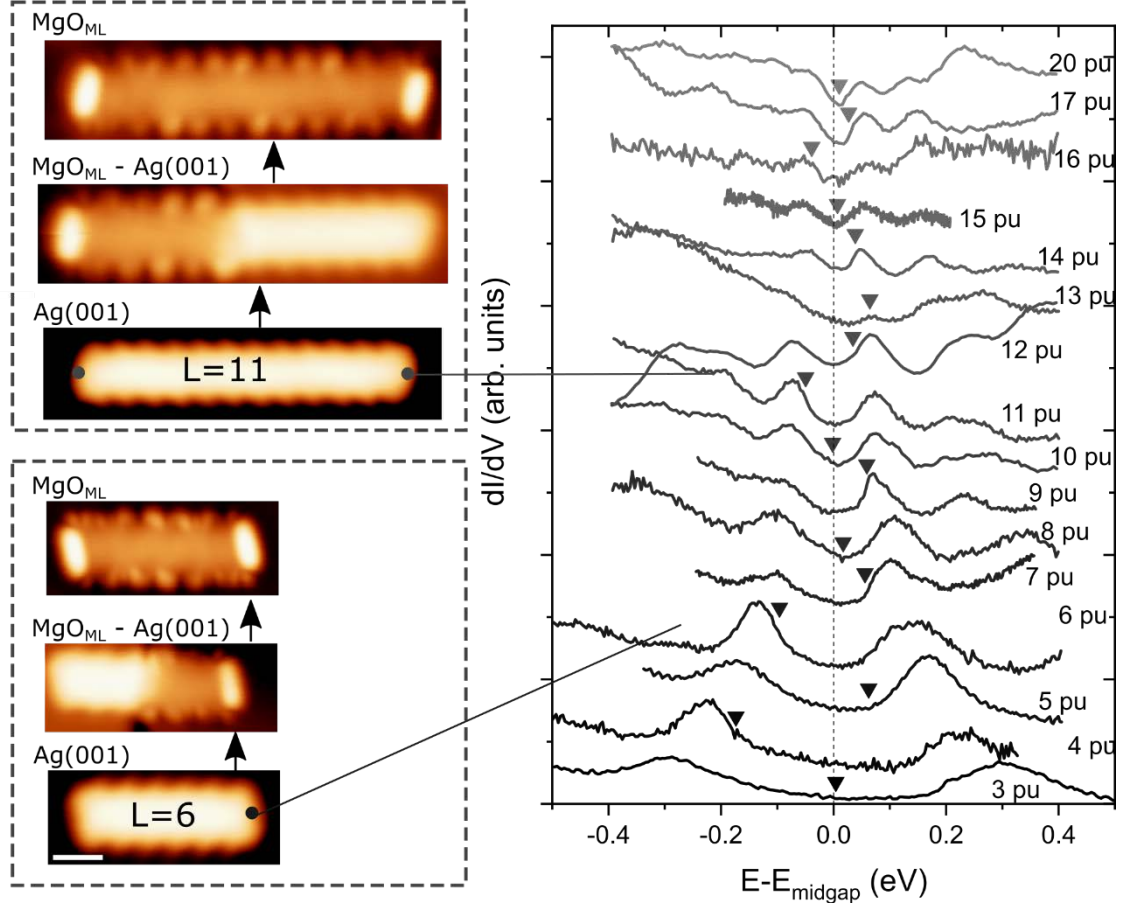 MgO_ML
MgO_ML - Ag(001)
Ag(001)
L=11
MgO_ML
MgO_ML - Ag(001)
Ag(001)
L=6
dI/dV (arb. units)
20 pu
17 pu
16 pu
15 pu
14 pu
13 pu
12 pu
11 pu
10 pu
9 pu
8 pu
7 pu
6 pu
5 pu
4 pu
3 pu
-0.4 -0.2 0.0 0.2 0.4
E-E_midgap (eV)